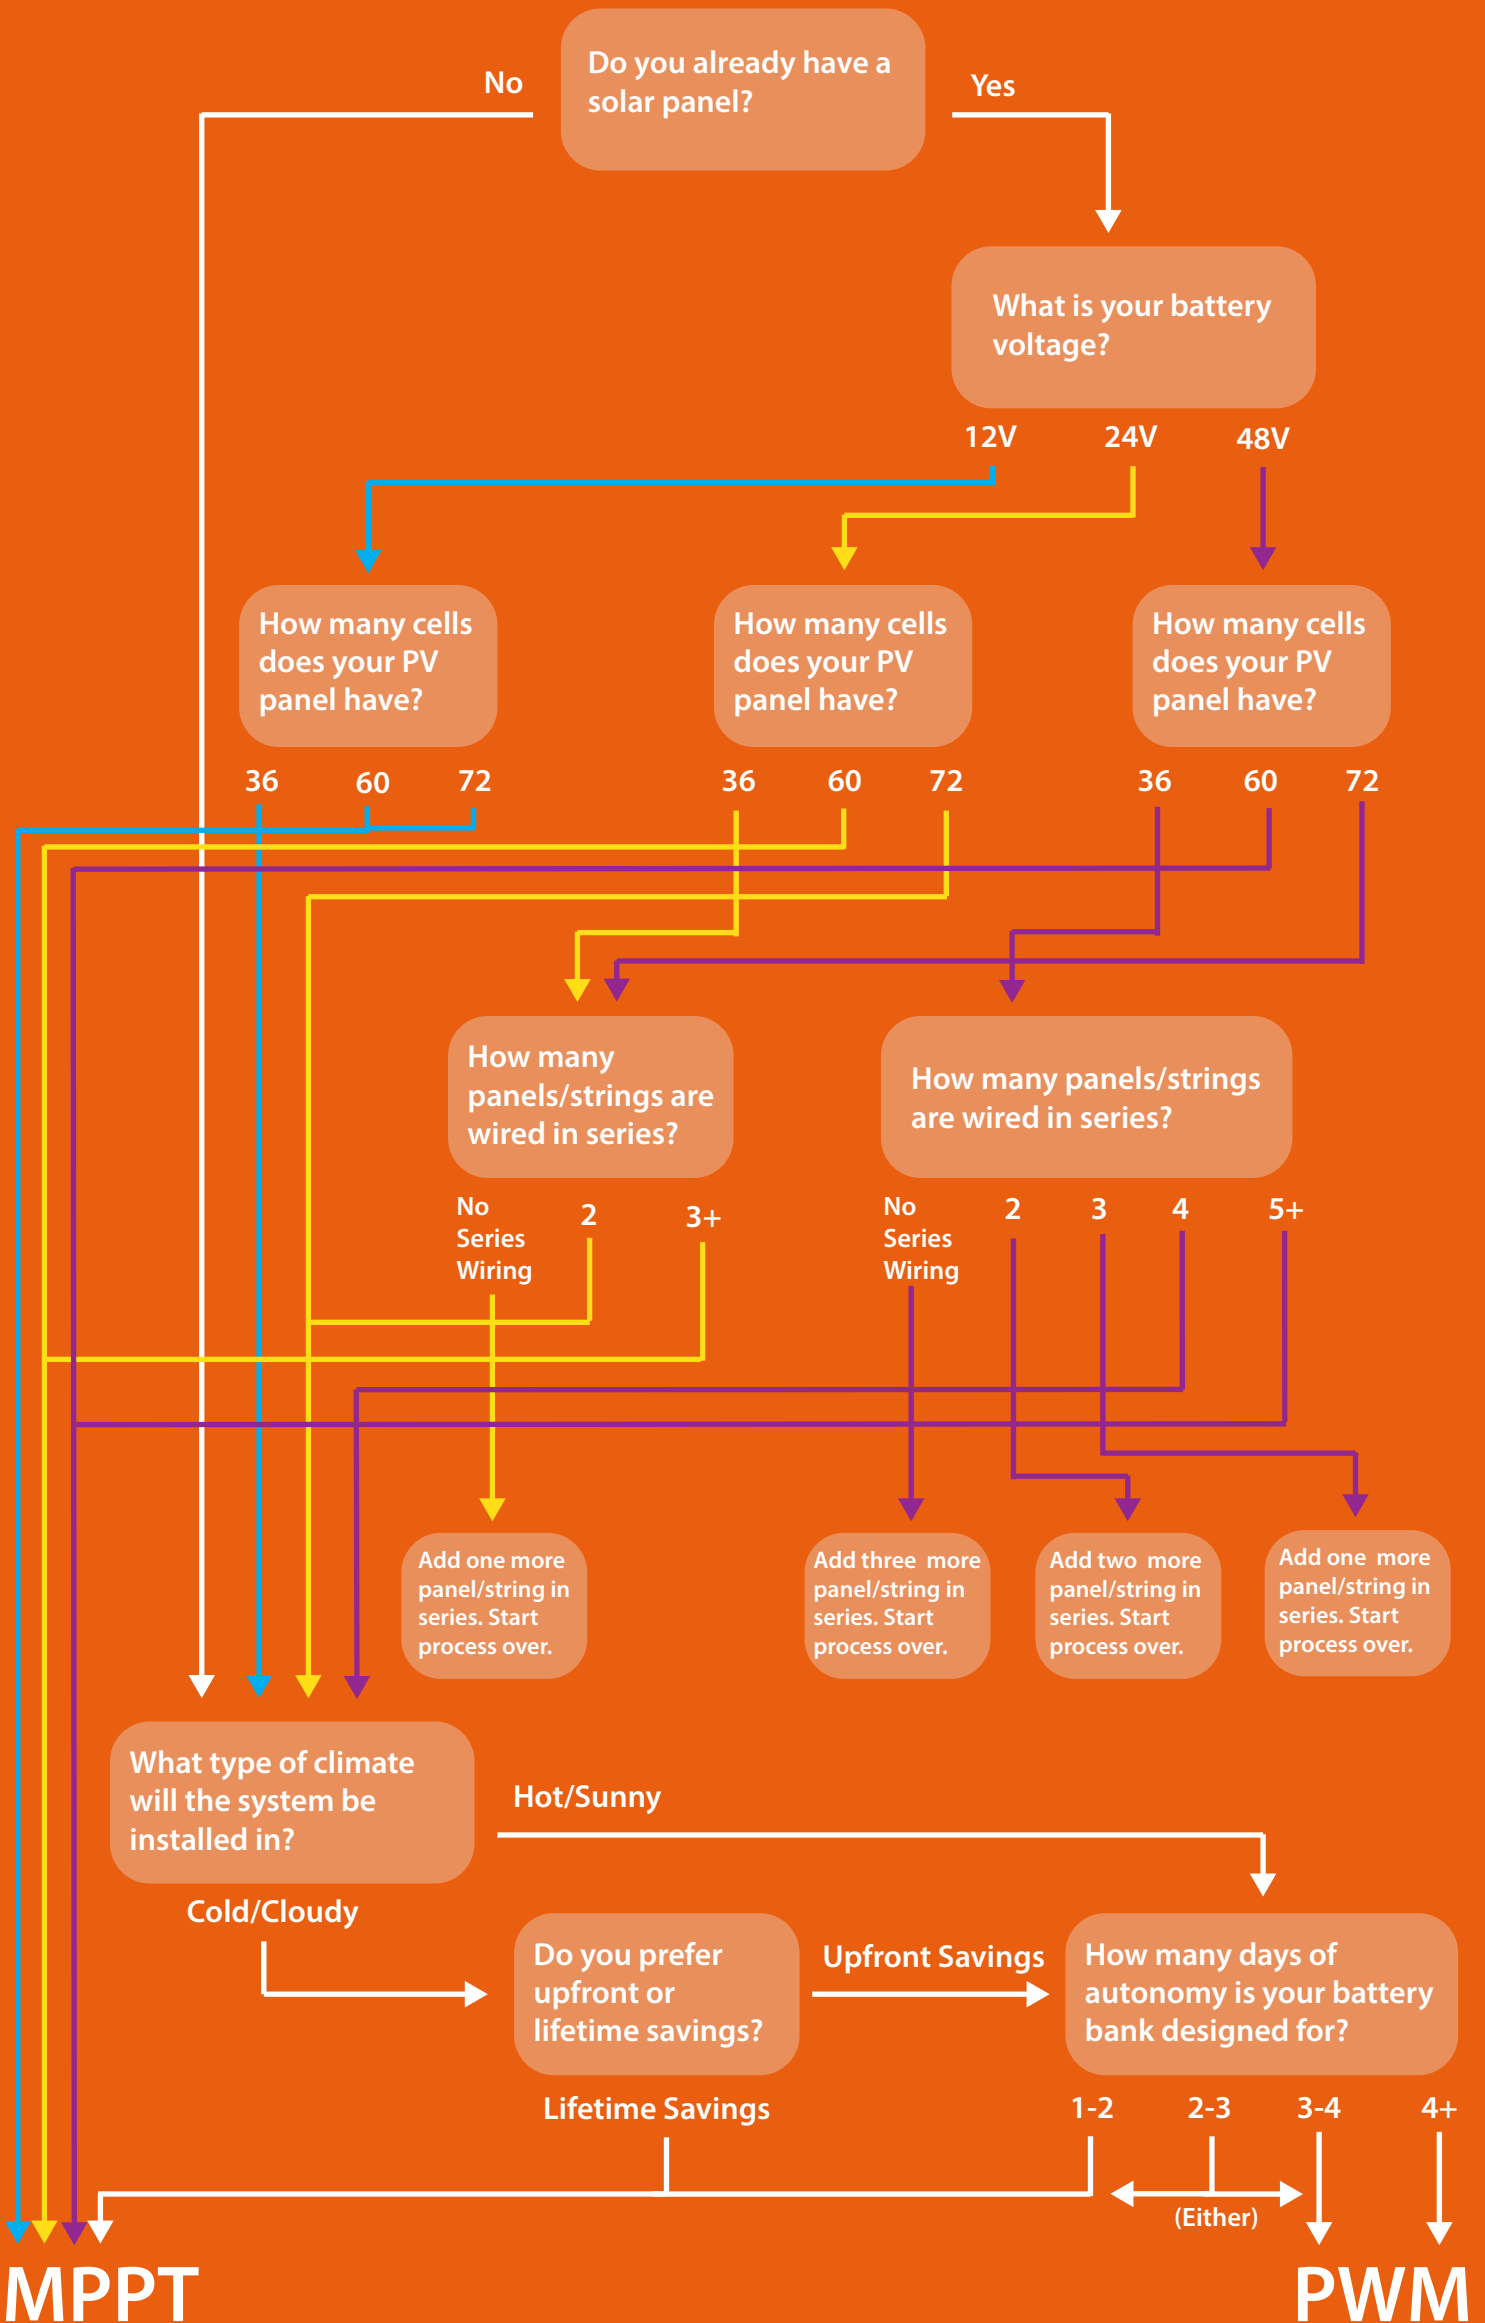 Do you already have a
solar panel?
No
Yes
What is your battery
voltage?
12V
24V
48V
How many cells
does your PV
panel have?
How many cells
does your PV
panel have?
How many cells
does your PV
panel have?
36
60
72
36
60
72
36
60
72
How many
panels/strings are
wired in series?
How many panels/strings
are wired in series?
No
Series
Wiring
2
3+
No
Series
Wiring
2
3
4
5+
Add one more
panel/string in
series. Start
process over.
Add three more
panel/string in
series. Start
process over.
Add two more
panel/string in
series. Start
process over.
Add one more
panel/string in
series. Start
process over.
What type of climate
will the system be
installed in?
Hot/Sunny
Cold/Cloudy
Do you prefer
upfront or
lifetime savings?
Upfront Savings
How many days of
autonomy is your battery
bank designed for?
Lifetime Savings
1-2
2-3
3-4
4+
(Either)
MPPT
PWM